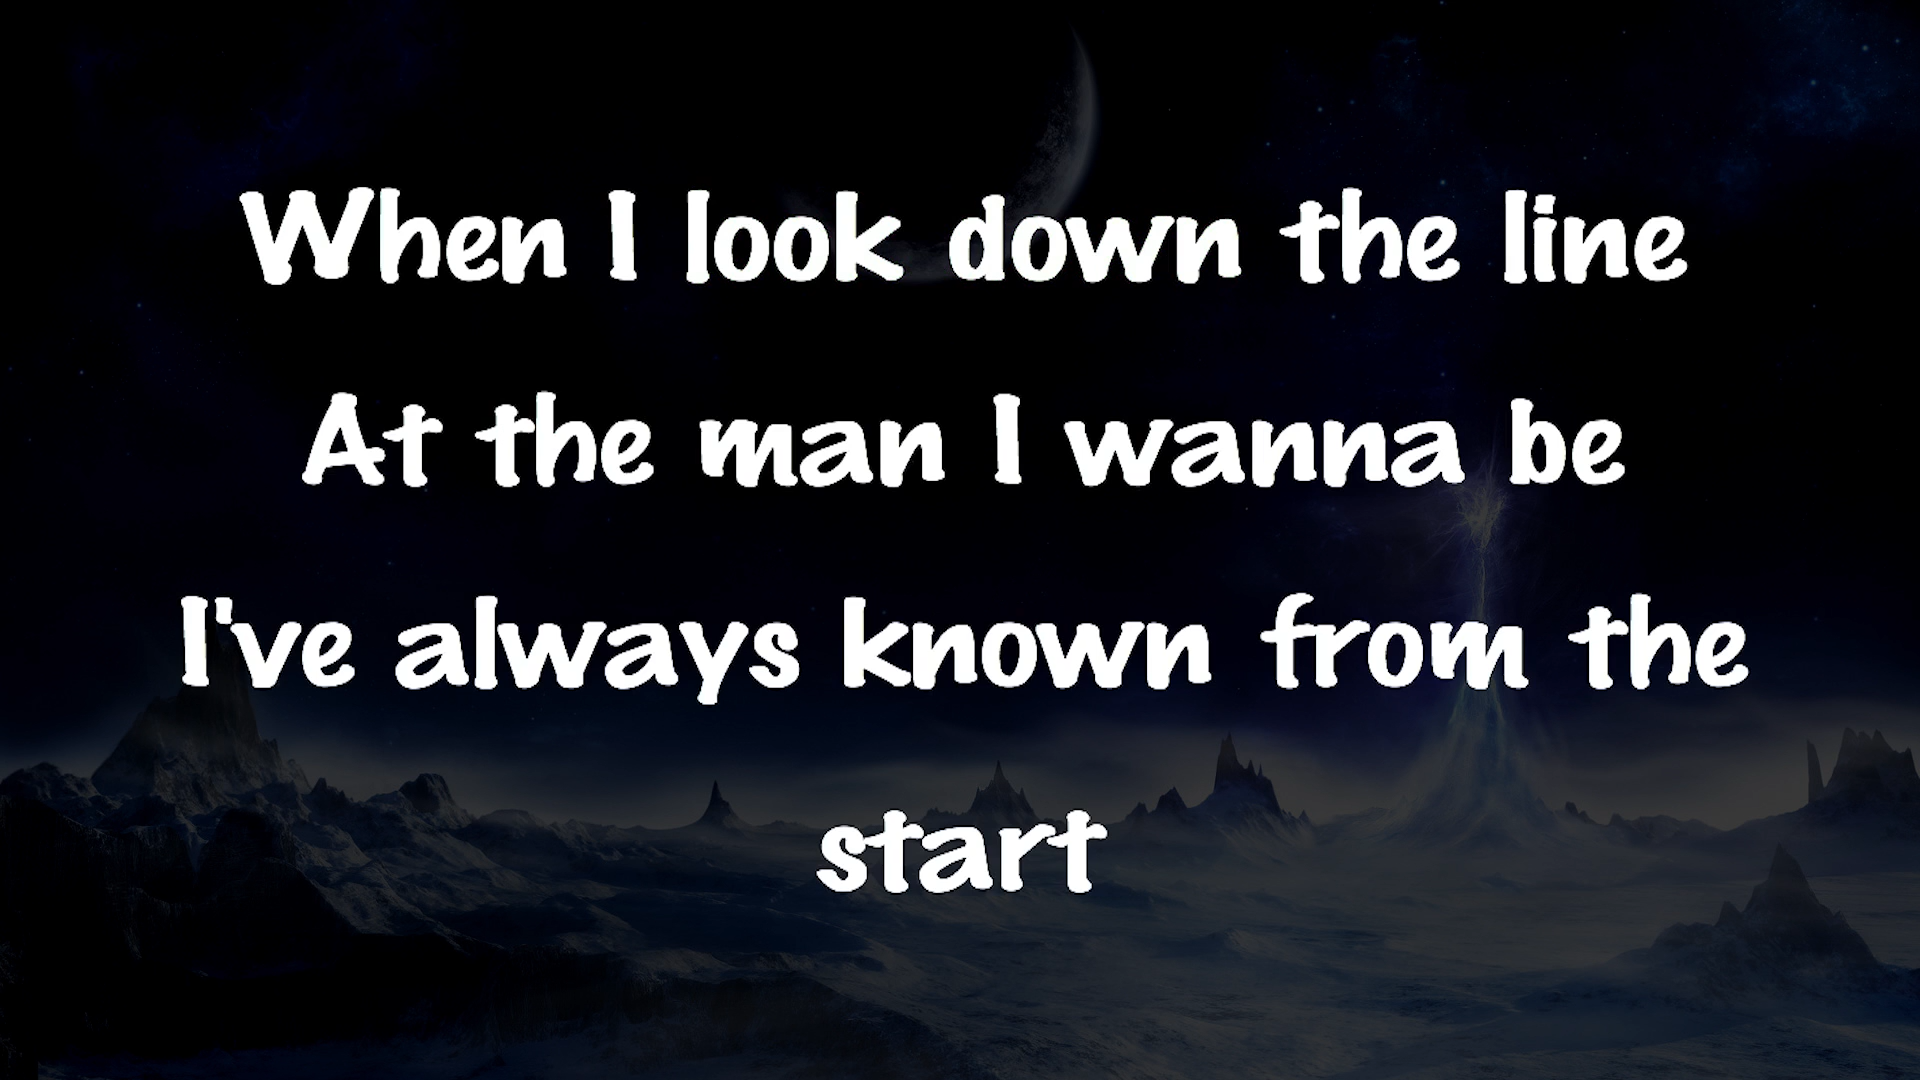 When I look down the line
At the man I wanna be
I've always known from the
start